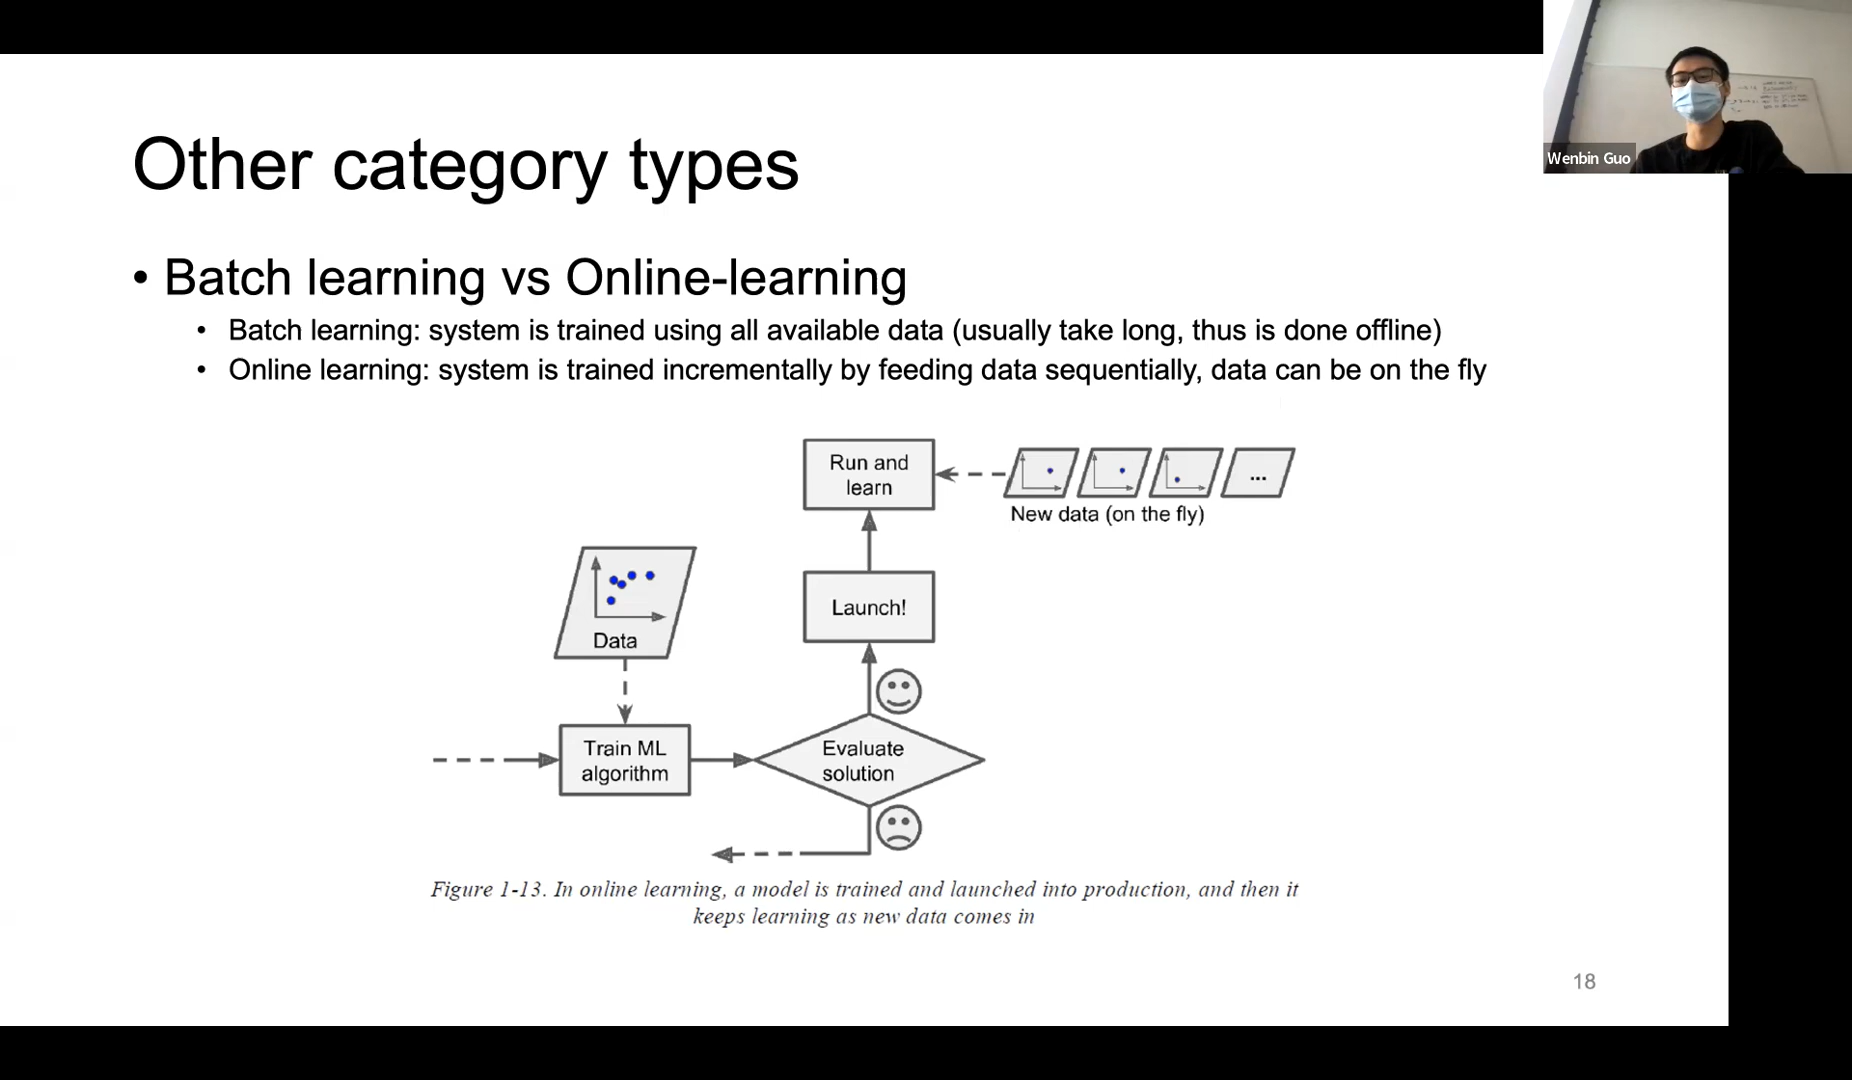 Wenbin Guo
Other category types
• Batch learning vs Online-learning
• Batch learning: system is trained using all available data (usually take long, thus is done offline)
• Online learning: system is trained incrementally by feeding data sequentially, data can be on the fly
Run and
learn
...
New data (on the fly)
Launch!
Data
Train ML
algorithm
Evaluate
solution
Figure 1-13. In online learning, a model is trained and launched into production, and then it
keeps learning as new data comes in
18